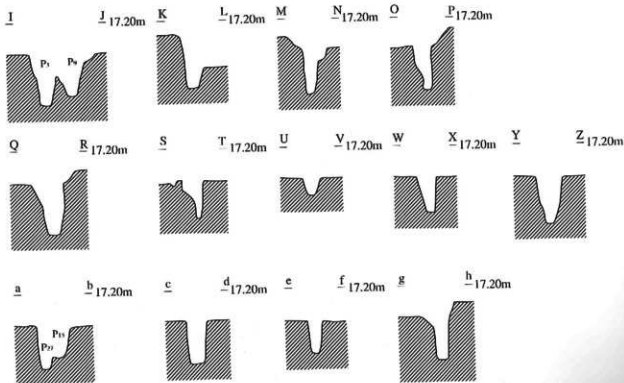 I J 17.20m K L 17.20m M N 17.20m O P 17.20m
P₁ P₉
Q R 17.20m S T 17.20m U V 17.20m W X 17.20m Y Z 17.20m
a b 17.20m c d 17.20m e f 17.20m g h 17.20m
P₁₅
P₂₇